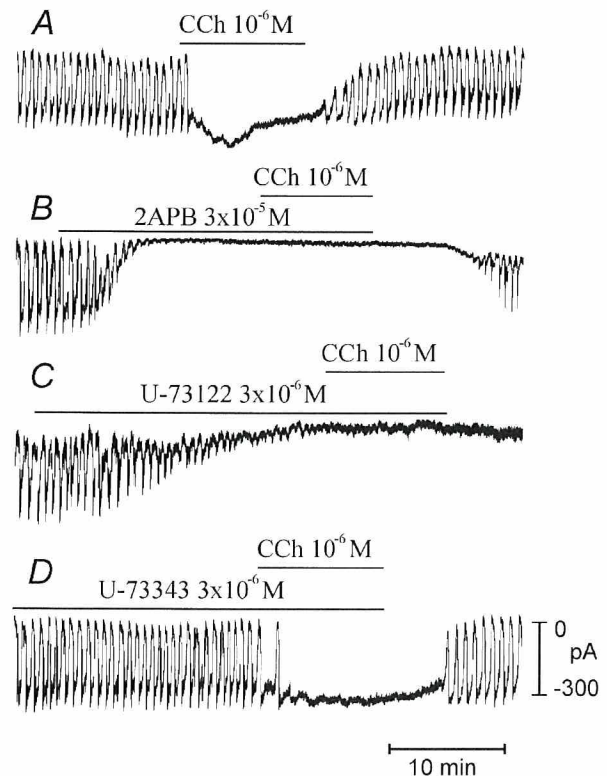 A
CCh 10⁻⁶M
CCh 10⁻⁶M
B
2APB 3x10⁻⁵M
CCh 10⁻⁶M
C
U-73122 3x10⁻⁶M
CCh 10⁻⁶M
D
U-73343 3x10⁻⁶M
0
pA
-300
10 min